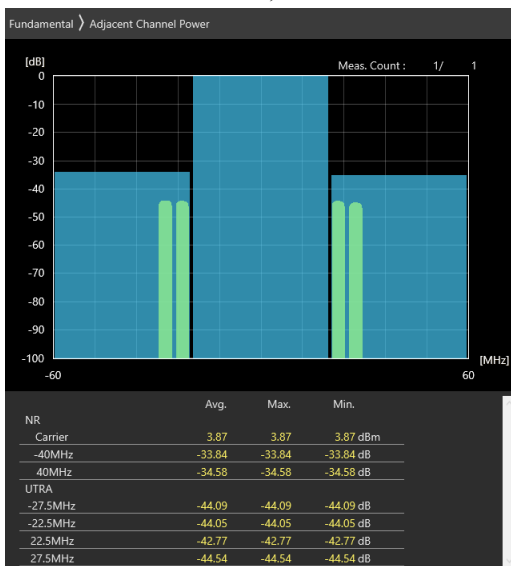 Fundamental 〉 Adjacent Channel Power
[dB]
Meas. Count : 1/ 1
0
-10
-20
-30
-40
-50
-60
-70
-80
-90
-100
[MHz]
-60 60
Avg. Max. Min.
NR
Carrier 3.87 3.87 3.87 dBm
-40MHz -33.84 -33.84 -33.84 dB
40MHz -34.58 -34.58 -34.58 dB
UTRA
-27.5MHz -44.09 -44.09 -44.09 dB
-22.5MHz -44.05 -44.05 -44.05 dB
22.5MHz -42.77 -42.77 -42.77 dB
27.5MHz -44.54 -44.54 -44.54 dB